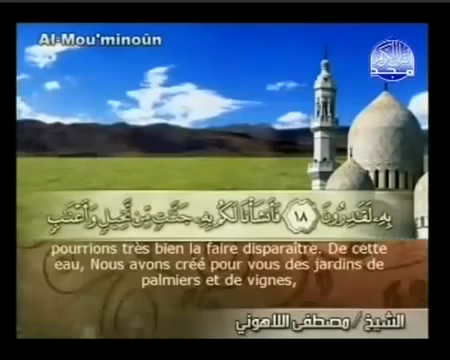 Al-Mou'minoûn
مجد
بِهِۦ لَقَٰدِرُونَ ١٨ فَأَنشَأْنَا لَكُم بِهِۦ جَنَّٰتٍ مِّن نَّخِيلٍ وَأَعْنَٰبٍ
pourrions très bien la faire disparaître. De cette
eau, Nous avons créé pour vous des jardins de
palmiers et de vignes,
الشيخ / مصطفى اللاهوني